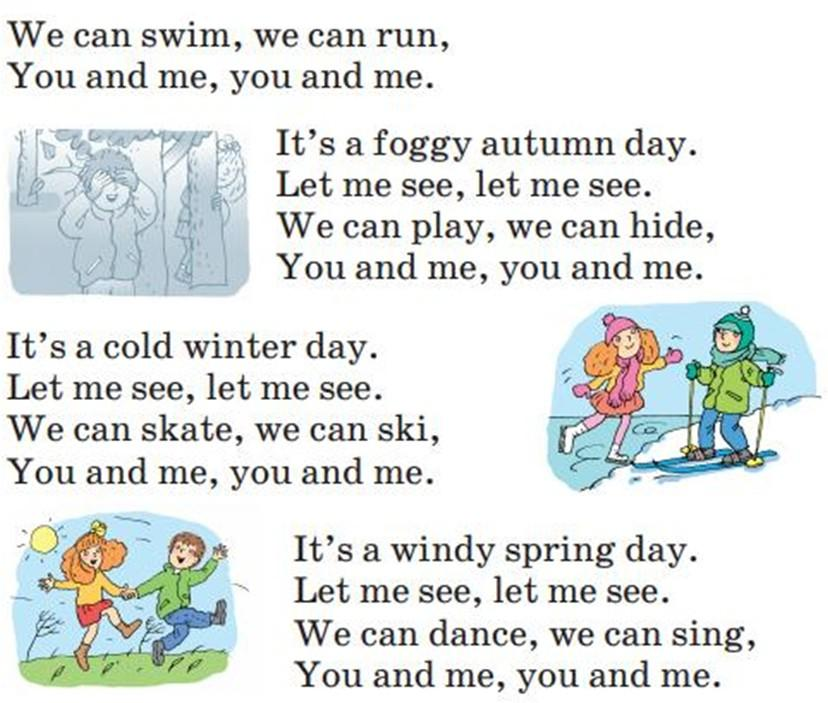 We can swim, we can run,
You and me, you and me.
It's a foggy autumn day.
Let me see, let me see.
We can play, we can hide,
You and me, you and me.
It's a cold winter day.
Let me see, let me see.
We can skate, we can ski,
You and me, you and me.
It's a windy spring day.
Let me see, let me see.
We can dance, we can sing,
You and me, you and me.